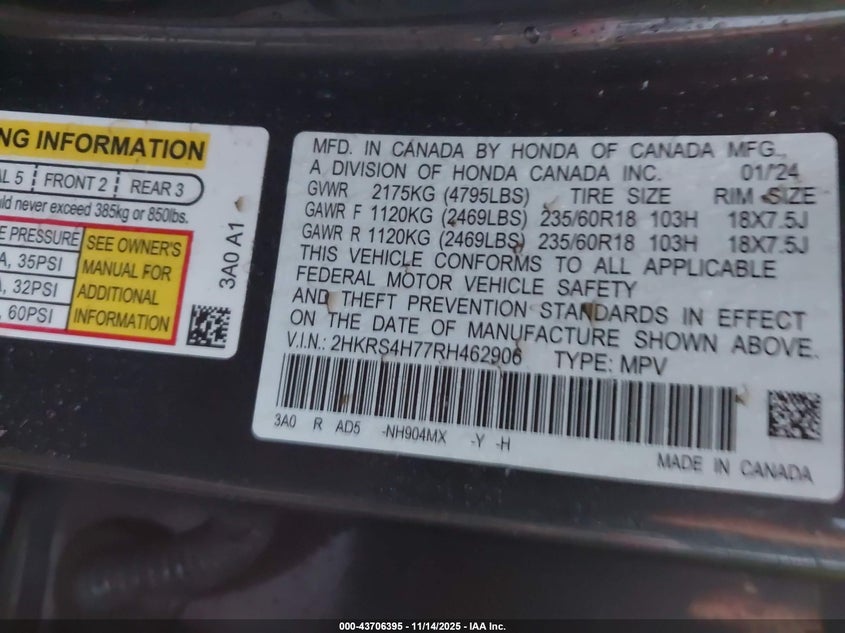 NG INFORMATION
AL 5 FRONT 2 REAR 3
ld never exceed 385kg or 850lbs.
E PRESSURE
A, 35PSI
, 32PSI
, 60PSI
SEE OWNER'S
MANUAL FOR
ADDITIONAL
INFORMATION
3A0 A1
MFD. IN CANADA BY HONDA OF CANADA MFG.,
A DIVISION OF HONDA CANADA INC. 01/24
GVWR 2175KG (4795LBS) TIRE SIZE RIM SIZE
GAWR F 1120KG (2469LBS) 235/60R18 103H 18X7.5J
GAWR R 1120KG (2469LBS) 235/60R18 103H 18X7.5J
THIS VEHICLE CONFORMS TO ALL APPLICABLE
FEDERAL MOTOR VEHICLE SAFETY
AND THEFT PREVENTION STANDARDS IN EFFECT
ON THE DATE OF MANUFACTURE SHOWN ABOVE.
V.I.N.: 2HKRS4H77RH462906 TYPE: MPV
3A0 R AD5 -NH904MX -Y -H
MADE IN CANADA
000-43706395 - 11/14/2025 - IAA Inc.